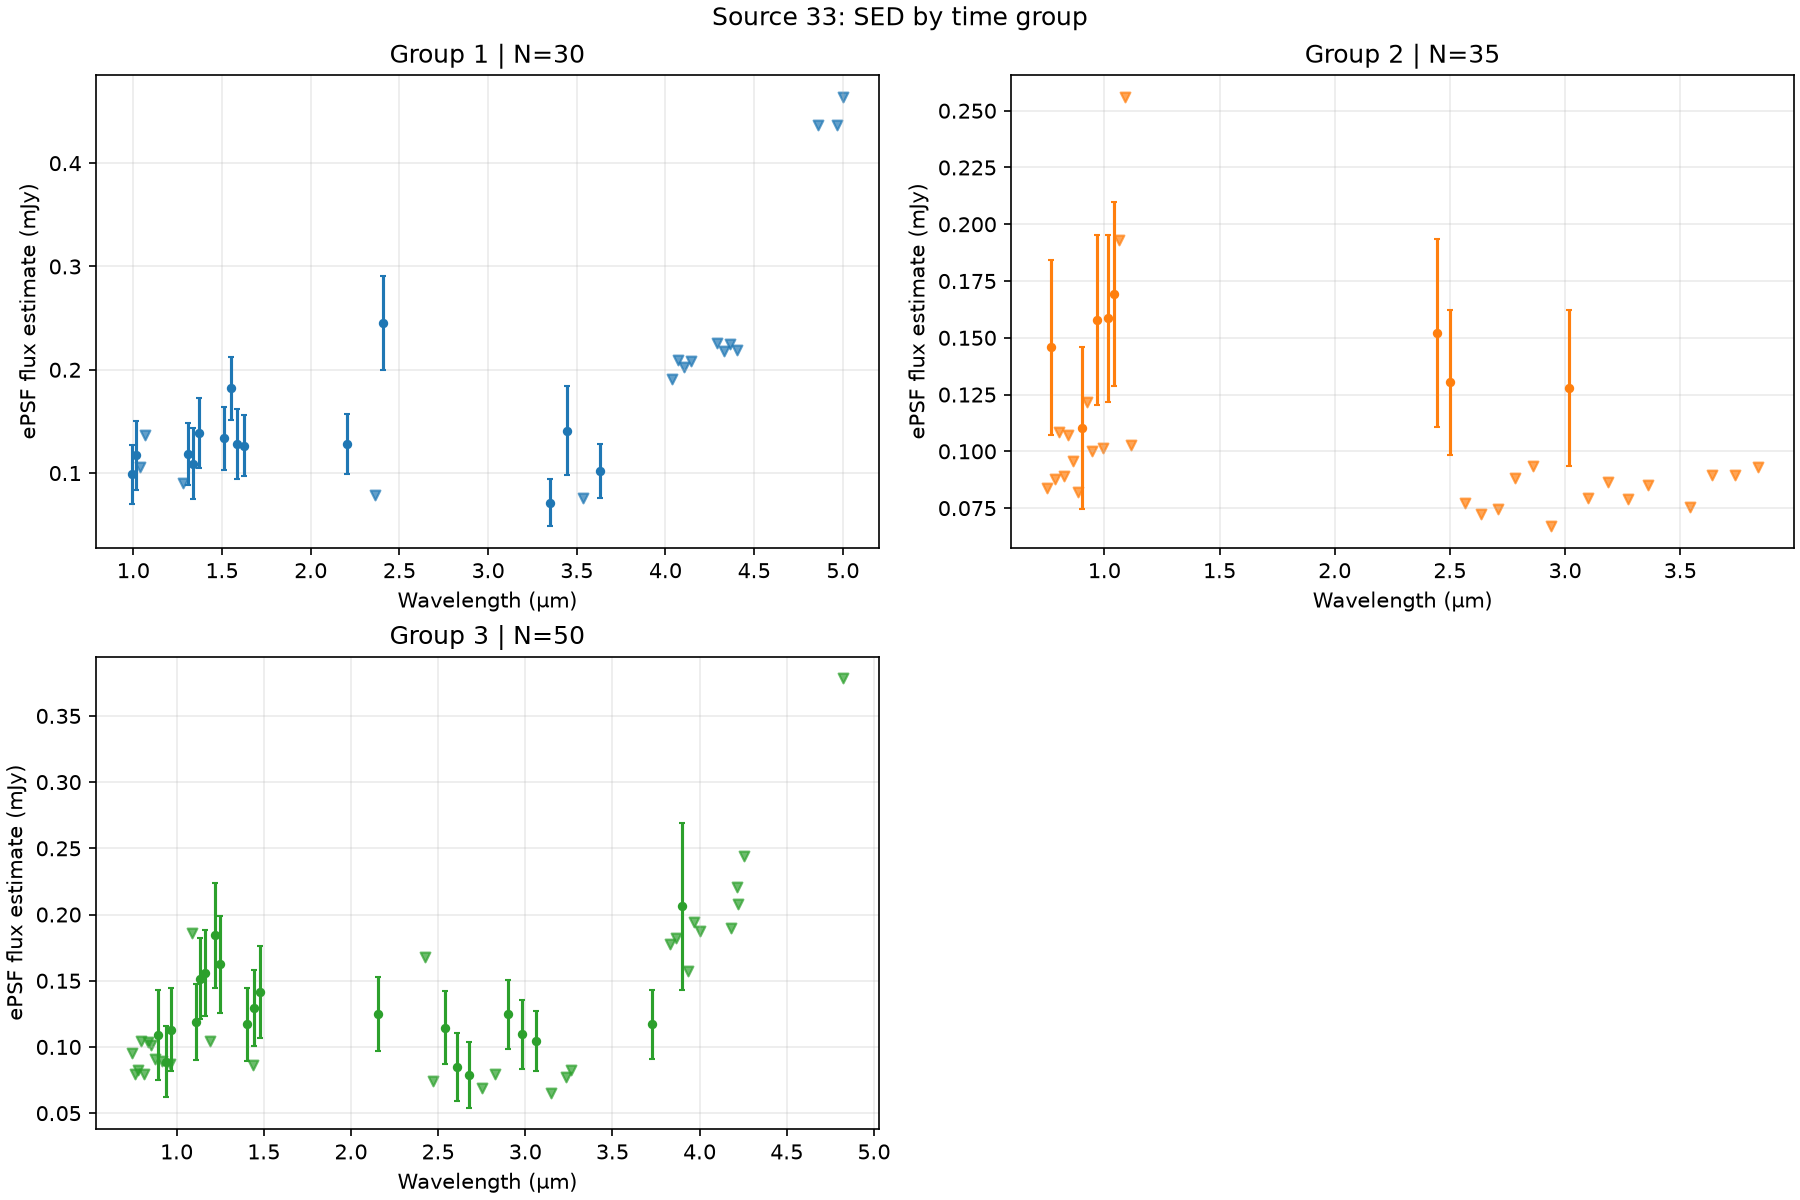 Source 33: SED by time group
Group 1 | N=30
ePSF flux estimate (mJy)
0.4
0.3
0.2
0.1
1.0 1.5 2.0 2.5 3.0 3.5 4.0 4.5 5.0
Wavelength (µm)
Group 2 | N=35
ePSF flux estimate (mJy)
0.250
0.225
0.200
0.175
0.150
0.125
0.100
0.075
1.0 1.5 2.0 2.5 3.0 3.5
Wavelength (µm)
Group 3 | N=50
ePSF flux estimate (mJy)
0.35
0.30
0.25
0.20
0.15
0.10
0.05
1.0 1.5 2.0 2.5 3.0 3.5 4.0 4.5 5.0
Wavelength (µm)